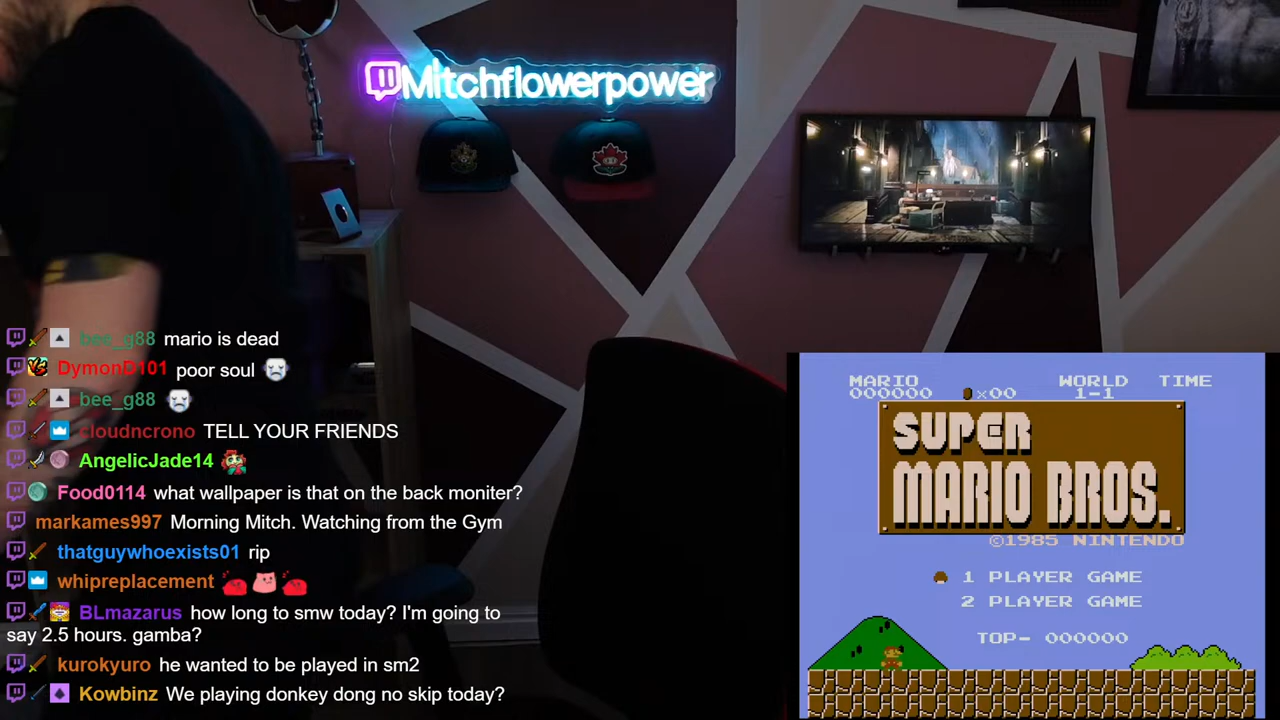 Mitchflowerpower
bee_g88 mario is dead
DymonD101 poor soul
bee_g88
cloudncrono TELL YOUR FRIENDS
AngelicJade14
Food0114 what wallpaper is that on the back moniter?
markames997 Morning Mitch. Watching from the Gym
thatguywhoexists01 rip
whipreplacement
BLmazarus how long to smw today? I'm going to
say 2.5 hours. gamba?
kurokyuro he wanted to be played in sm2
Kowbinz We playing donkey dong no skip today?
MARIO WORLD TIME
000000 ×00 1-1
SUPER
MARIO BROS.
©1985 NINTENDO
1 PLAYER GAME
2 PLAYER GAME
TOP- 000000